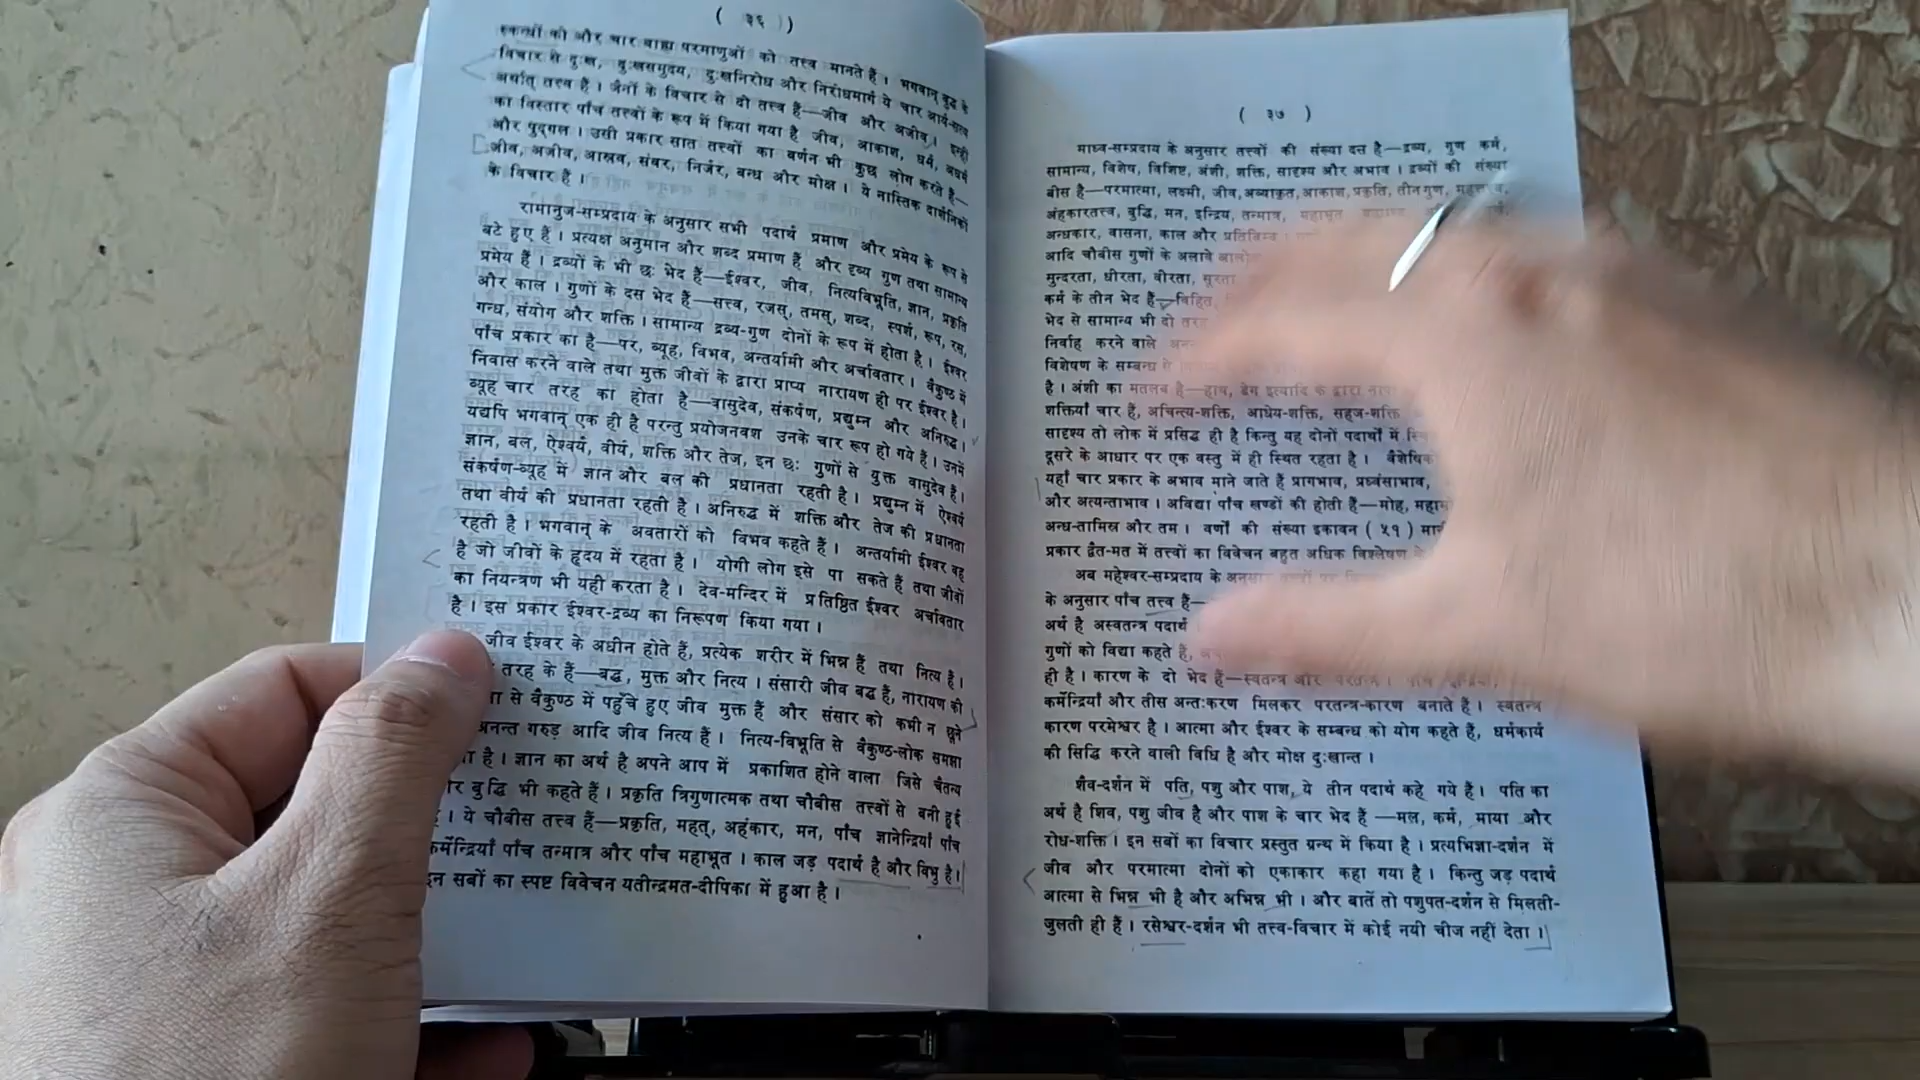 ( ३६ )
स्कन्धों की और चार बाह्य परमाणुओं को तत्त्व मानते हैं । भगवान् बुद्ध के
विचार से दुःख, दुःखसमुदय, दुःखनिरोध और निरोधमार्ग ये चार आर्य-सत्य
अर्थात् तत्त्व हैं । जैनों के विचार से दो तत्त्व हैं—जीव और अजीव । इन्हीं
का विस्तार पाँच तत्त्वों के रूप में किया गया है जीव, आकाश, धर्म, अधर्म
और पुद्गल । उसी प्रकार सात तत्त्वों का वर्णन भी कुछ लोग करते हैं—
जीव, अजीव, आस्रव, संवर, निर्जर, बन्ध और मोक्ष । ये नास्तिक दार्शनिकों
के विचार हैं ।
रामानुज-सम्प्रदाय के अनुसार सभी पदार्थ प्रमाण और प्रमेय के रूप से
बटे हुए हैं । प्रत्यक्ष अनुमान और शब्द प्रमाण हैं और द्रव्य गुण तथा सामान्य
प्रमेय हैं । द्रव्यों के भी छः भेद हैं—ईश्वर, जीव, नित्यविभूति, ज्ञान, प्रकृति
और काल । गुणों के दस भेद हैं—सत्त्व, रजस्, तमस्, शब्द, स्पर्श, रूप, रस,
गन्ध, संयोग और शक्ति । सामान्य द्रव्य-गुण दोनों के रूप में होता है । ईश्वर
पाँच प्रकार का है—पर, व्यूह, विभव, अन्तर्यामी और अर्चावतार । वैकुण्ठ में
निवास करने वाले तथा मुक्त जीवों के द्वारा प्राप्य नारायण ही पर ईश्वर है ।
व्यूह चार तरह का होता है—वासुदेव, संकर्षण, प्रद्युम्न और अनिरुद्ध ।
यद्यपि भगवान् एक ही है परन्तु प्रयोजनवश उनके चार रूप हो गये हैं । उनमें
ज्ञान, बल, ऐश्वर्य, वीर्य, शक्ति और तेज, इन छः गुणों से युक्त वासुदेव है ।
संकर्षण-व्यूह में ज्ञान और बल की प्रधानता रहती है । प्रद्युम्न में ऐश्वर्य
तथा वीर्य की प्रधानता रहती है । अनिरुद्ध में शक्ति और तेज की प्रधानता
रहती है । भगवान् के अवतारों को विभव कहते हैं । अन्तर्यामी ईश्वर वह
है जो जीवों के हृदय में रहता है । योगी लोग इसे पा सकते हैं तथा जीवों
का नियन्त्रण भी यही करता है । देव-मन्दिर में प्रतिष्ठित ईश्वर अर्चावतार
है । इस प्रकार ईश्वर-द्रव्य का निरूपण किया गया ।
जीव ईश्वर के अधीन होते हैं, प्रत्येक शरीर में भिन्न हैं तथा नित्य हैं ।
तरह के हैं—बद्ध, मुक्त और नित्य । संसारी जीव बद्ध हैं, नारायण की
से वैकुण्ठ में पहुँचे हुए जीव मुक्त हैं और संसार को कभी न छूने
अनन्त गरुड़ आदि जीव नित्य हैं । नित्य-विभूति से वैकुण्ठ-लोक समझा
है । ज्ञान का अर्थ है अपने आप में प्रकाशित होने वाला जिसे चैतन्य
बुद्धि भी कहते हैं । प्रकृति त्रिगुणात्मक तथा चौबीस तत्त्वों से बनी हुई
। ये चौबीस तत्त्व हैं—प्रकृति, महत्, अहंकार, मन, पाँच ज्ञानेन्द्रियाँ पाँच
कर्मेन्द्रियाँ पाँच तन्मात्र और पाँच महाभूत । काल जड़ पदार्थ है और विभु है ।
इन सबों का स्पष्ट विवेचन यतीन्द्रमत-दीपिका में हुआ है ।
( ३७ )
माध्व-सम्प्रदाय के अनुसार तत्त्वों की संख्या दस है—द्रव्य, गुण कर्म,
सामान्य, विशेष, विशिष्ट, अंशी, शक्ति, सादृश्य और अभाव । द्रव्यों की संख्या
बीस है—परमात्मा, लक्ष्मी, जीव, अव्याकृत, आकाश, प्रकृति, तीन गुण, महत्तत्त्व,
अंहकारतत्त्व, बुद्धि, मन, इन्द्रिय, तन्मात्र, महाभूत
अन्धकार, वासना, काल और प्रतिबिम्ब ।
आदि चौबीस गुणों के अलावे
सुन्दरता, धीरता, वीरता, शूरता
कर्म के तीन भेद हैं—विहित,
भेद से सामान्य भी दो तरह
निर्वाह करने वाले
विशेषण के सम्बन्ध से
है । अंशी का मतलब है—हाथ, डेग इत्यादि के द्वारा
शक्तियाँ चार हैं, अचिन्त्य-शक्ति, आधेय-शक्ति, सहज-शक्ति
सादृश्य तो लोक में प्रसिद्ध ही है किन्तु यह दोनों पदार्थों में
दूसरे के आधार पर एक वस्तु में ही स्थित रहता है ।
यहाँ चार प्रकार के अभाव माने जाते हैं प्रागभाव, प्रध्वंसाभाव,
और अत्यन्ताभाव । अविद्या पाँच खण्डों की होती हैं—मोह,
अन्ध-तामिस्र और तम । वर्णों की संख्या इकावन ( ५१ )
प्रकार द्वैत-मत में तत्त्वों का विवेचन बहुत अधिक विश्लेषण
अब महेश्वर-सम्प्रदाय के अनुसार
के अनुसार पाँच तत्त्व हैं—
अर्थ है अस्वतन्त्र पदार्थ
गुणों को विद्या कहते हैं,
ही है । कारण के दो भेद हैं—स्वतन्त्र और
कर्मेन्द्रियाँ और तीस अन्तःकरण मिलकर परतन्त्र-कारण बनाते हैं । स्वतन्त्र
कारण परमेश्वर है । आत्मा और ईश्वर के सम्बन्ध को योग कहते हैं, धर्मकार्य
की सिद्धि करने वाली विधि है और मोक्ष दुःखान्त ।
शैव-दर्शन में पति, पशु और पाश, ये तीन पदार्थ कहे गये हैं । पति का
अर्थ है शिव, पशु जीव है और पाश के चार भेद हैं —मल, कर्म, माया और
रोध-शक्ति । इन सबों का विचार प्रस्तुत ग्रन्थ में किया है । प्रत्यभिज्ञा-दर्शन में
जीव और परमात्मा दोनों को एकाकार कहा गया है । किन्तु जड़ पदार्थ
आत्मा से भिन्न भी है और अभिन्न भी । और बातें तो पशुपत-दर्शन से मिलती-
जुलती ही हैं । रसेश्वर-दर्शन भी तत्त्व-विचार में कोई नयी चीज नहीं देता ।